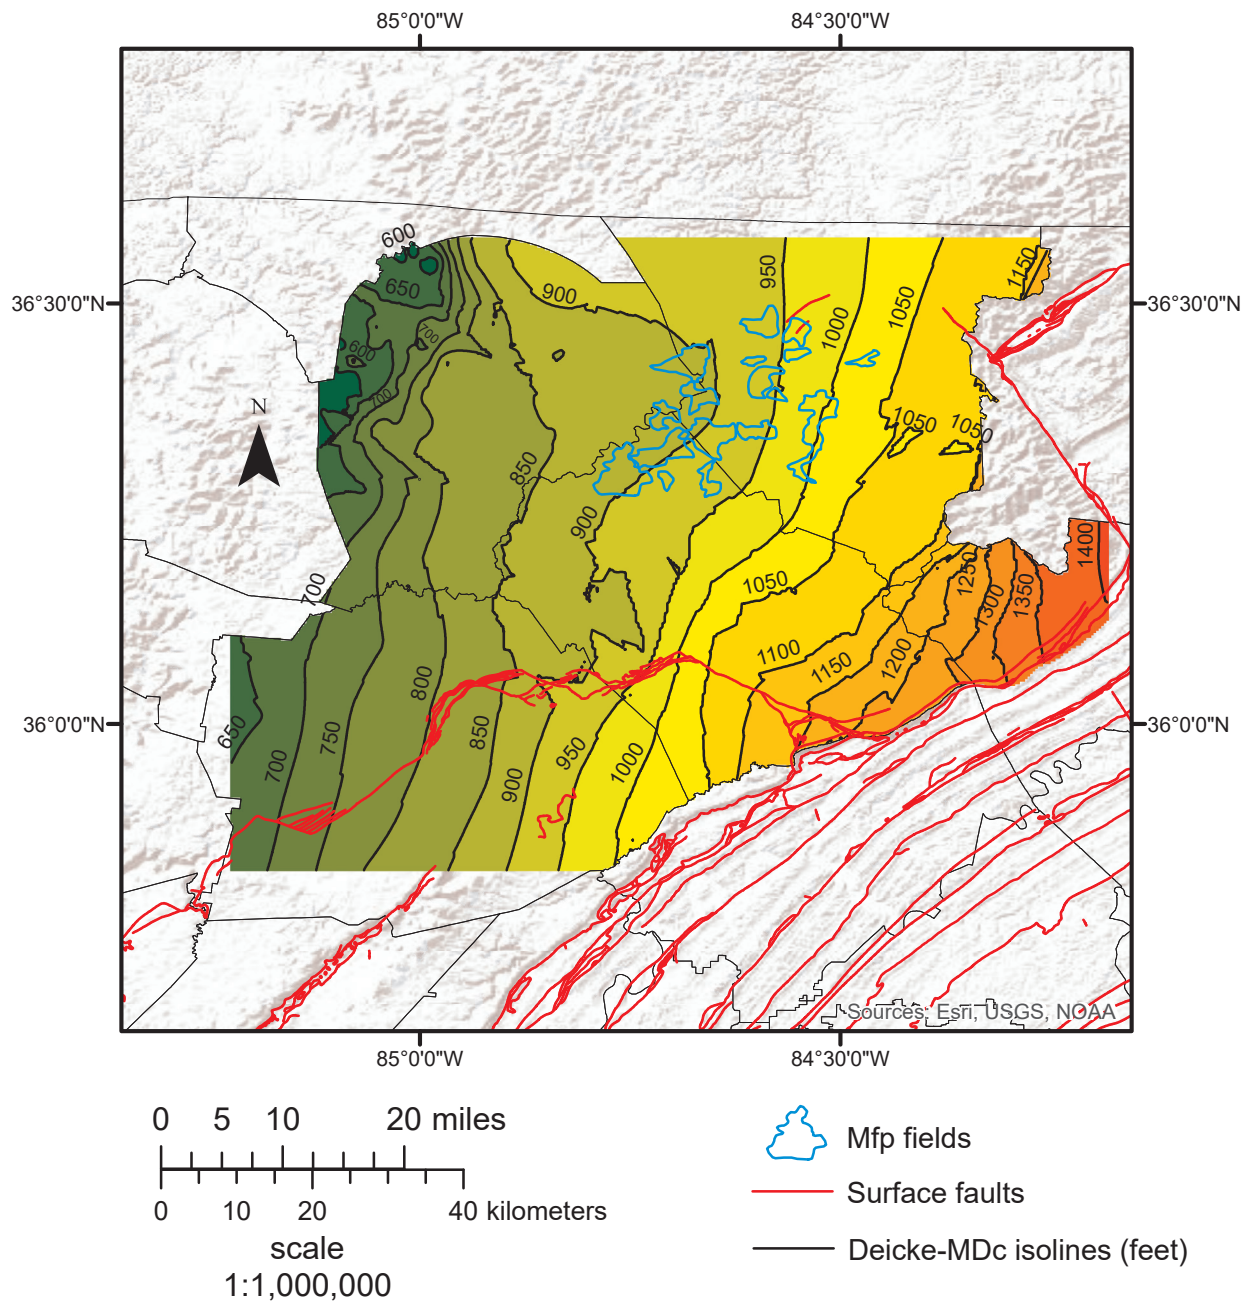 85°0'0"W 84°30'0"W
600
650
900
950
1000
1050
1150
36°30'0"N 36°30'0"N
700
600
700
N
1050
1050
850
900
1400
700
1050
1250
1300
1350
1100
1150
1200
800
36°0'0"N 36°0'0"N
650
700
750
850
900
950
1000
Sources: Esri, USGS, NOAA
85°0'0"W 84°30'0"W
0 5 10 20 miles
0 10 20 40 kilometers
scale
1:1,000,000
Mfp fields
Surface faults
Deicke-MDc isolines (feet)